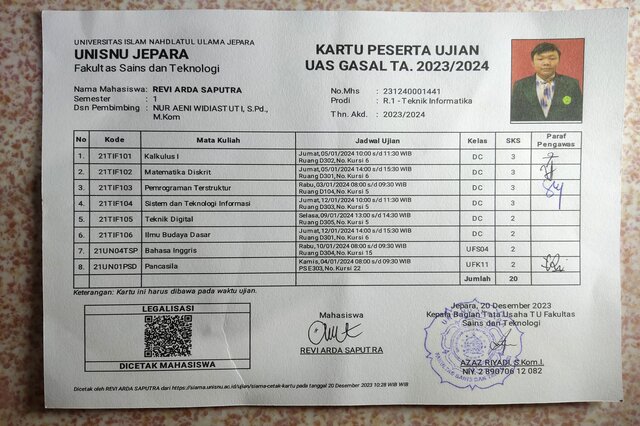 UNIVERSITAS ISLAM NAHDLATUL ULAMA JEPARA
UNISNU JEPARA
Fakultas Sains dan Teknologi
KARTU PESERTA UJIAN
UAS GASAL TA. 2023/2024
Nama Mahasiswa : REVI ARDA SAPUTRA
Semester : 1
Dsn Pembimbing : NUR AENI WIDIASTUTI, S.Pd., M.Kom
No.Mhs : 231240001441
Prodi : R.1 - Teknik Informatika
Thn. Akd. : 2023/2024
No Kode Mata Kuliah Jadwal Ujian Kelas SKS Paraf Pengawas
1. 21TIF101 Kalkulus I Jumat, 05/01/2024 10:00 s/d 11:30 WIB Ruang D302, No. Kursi 6 DC 3
2. 21TIF102 Matematika Diskrit Jumat, 05/01/2024 14:00 s/d 15:30 WIB Ruang D301, No. Kursi 6 DC 3
3. 21TIF103 Pemrograman Terstruktur Rabu, 03/01/2024 08:00 s/d 09:30 WIB Ruang D104, No. Kursi 5 DC 3
4. 21TIF104 Sistem dan Teknologi Informasi Jumat, 12/01/2024 10:00 s/d 11:30 WIB Ruang D303, No. Kursi 5 DC 3
5. 21TIF105 Teknik Digital Selasa, 09/01/2024 13:00 s/d 14:30 WIB Ruang D305, No. Kursi 5 DC 2
6. 21TIF106 Ilmu Budaya Dasar Jumat, 12/01/2024 14:00 s/d 15:30 WIB Ruang D301, No. Kursi 6 DC 2
7. 21UN04TSP Bahasa Inggris Rabu, 10/01/2024 08:00 s/d 09:30 WIB Ruang D304, No. Kursi 15 UFS04 2
8. 21UN01PSD Pancasila Kamis, 04/01/2024 08:00 s/d 09:30 WIB PSE303, No. Kursi 22 UFK11 2
Jumlah 20
Keterangan: Kartu ini harus dibawa pada waktu ujian.
LEGALISASI
DICETAK MAHASISWA
Mahasiswa
REVI ARDA SAPUTRA
Jepara, 20 Desember 2023
Kepala Bagian Tata Usaha TU Fakultas
Sains dan Teknologi
AZAZ RIYADI, S.Kom.I.
NIY. 2 890706 12 082
Dicetak oleh REVI ARDA SAPUTRA dari https://siama.unisnu.ac.id/ujian/siama-cetak-kartu pada tanggal 20 Desember 2023 10:28 WIB WIB